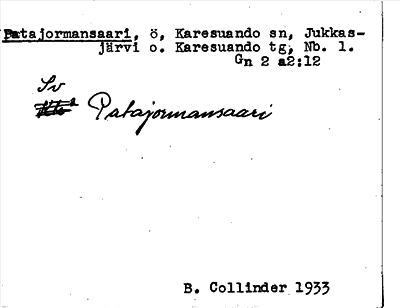 Patajormansaari, ö, Karesuando sn, Jukkas-
järvi o. Karesuando tg, Nb. l.
Gn 2 a2:12
Sv
Patajormansaari
B. Collinder 1933